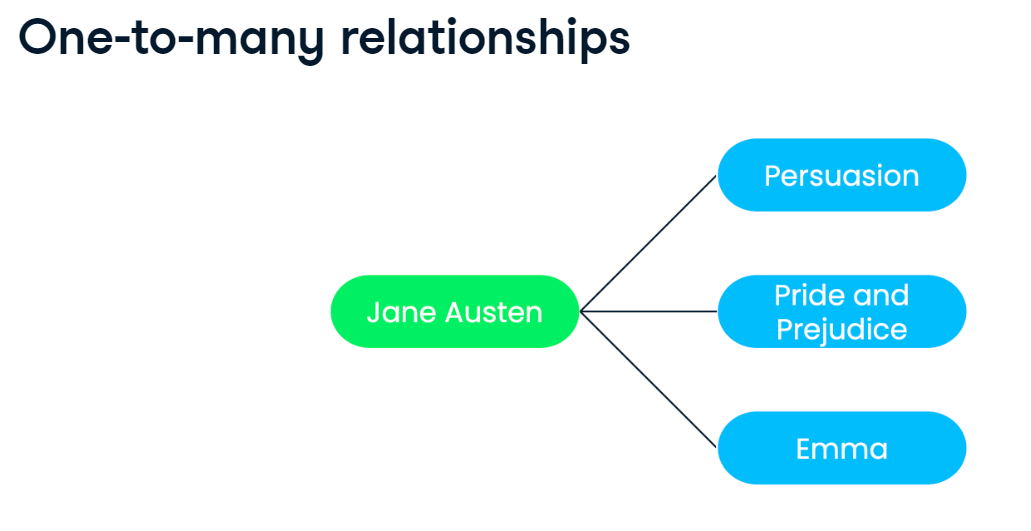 One-to-many relationships
Persuasion
Jane Austen
Pride and
Prejudice
Emma